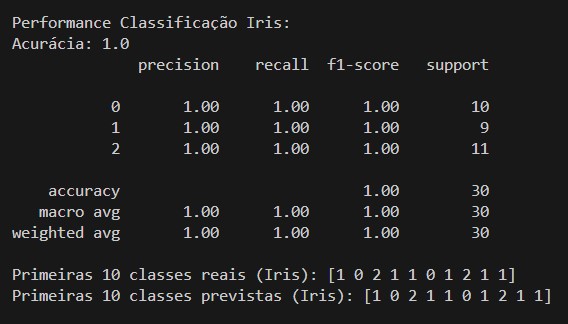 Performance Classificação Iris:
Acurácia: 1.0
precision recall f1-score support
0 1.00 1.00 1.00 10
1 1.00 1.00 1.00 9
2 1.00 1.00 1.00 11
accuracy 1.00 30
macro avg 1.00 1.00 1.00 30
weighted avg 1.00 1.00 1.00 30
Primeiras 10 classes reais (Iris): [1 0 2 1 1 0 1 2 1 1]
Primeiras 10 classes previstas (Iris): [1 0 2 1 1 0 1 2 1 1]